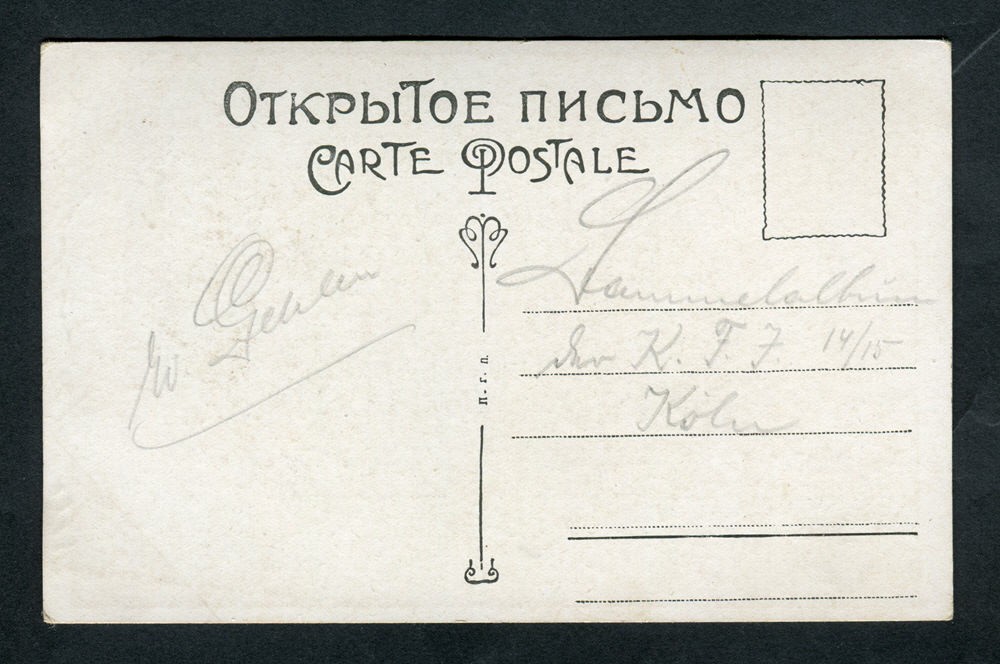 Открытое письмо
Carte Postale
Sammelalbum
der K. F. J. 14/15
Köln
П. Г. П.